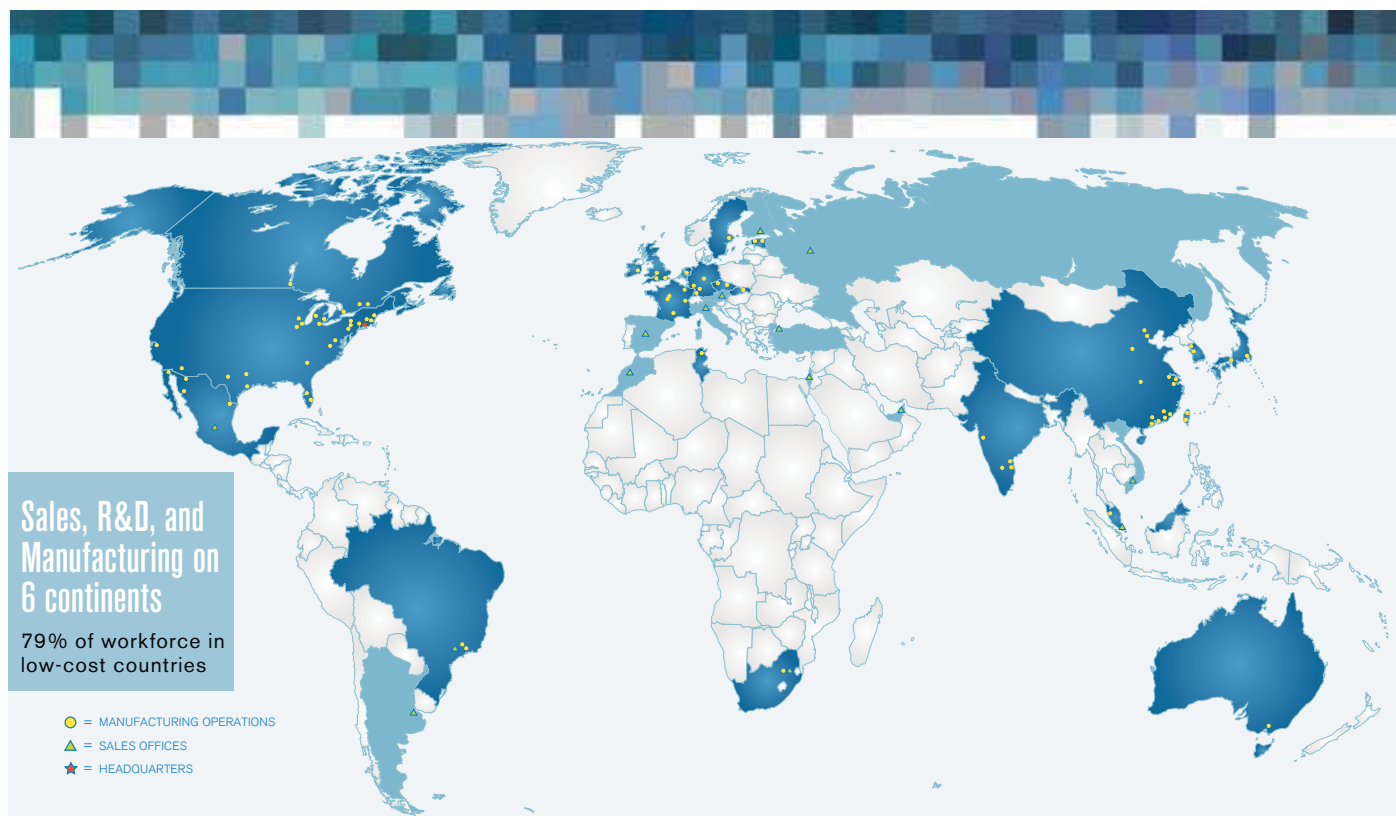 Sales, R&D, and
Manufacturing on
6 continents
79% of workforce in
low-cost countries
= MANUFACTURING OPERATIONS
= SALES OFFICES
= HEADQUARTERS